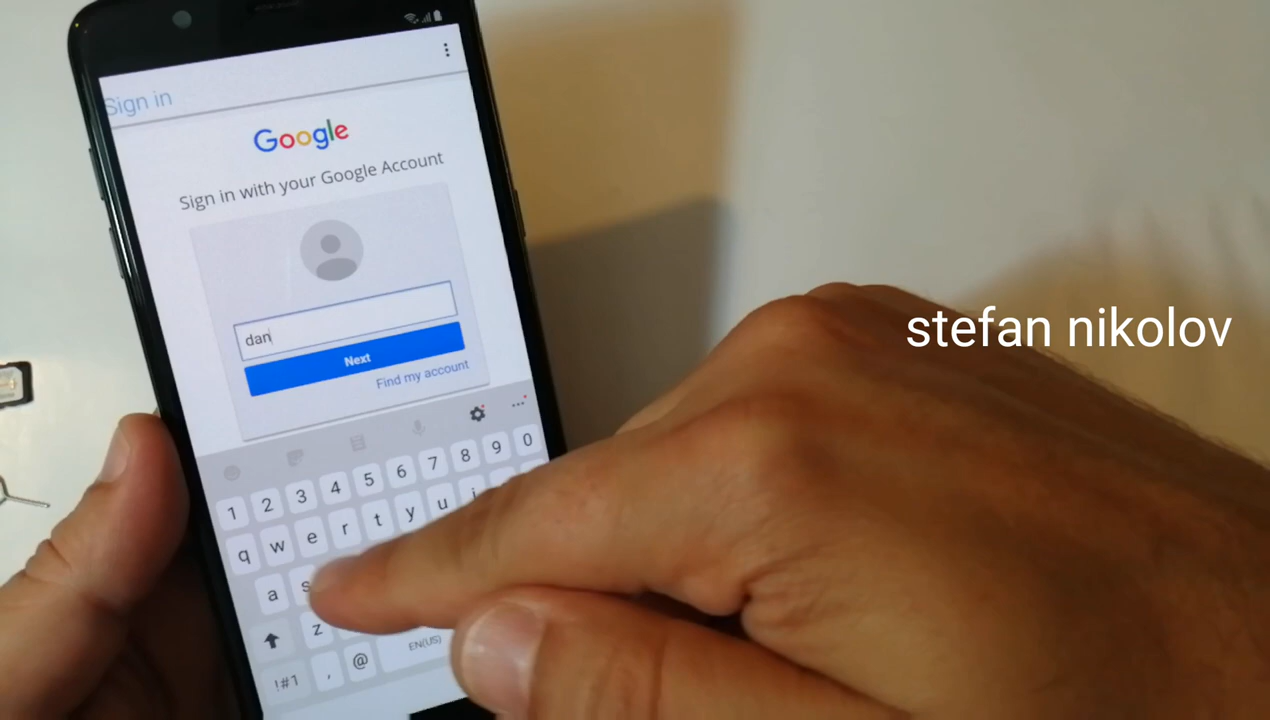 Sign in
Google
Sign in with your Google Account
dan
Next
Find my account
stefan nikolov
1 2 3 4 5 6 7 8 9 0
q w e r t y u i
a s
z
!#1 , @ EN(US)